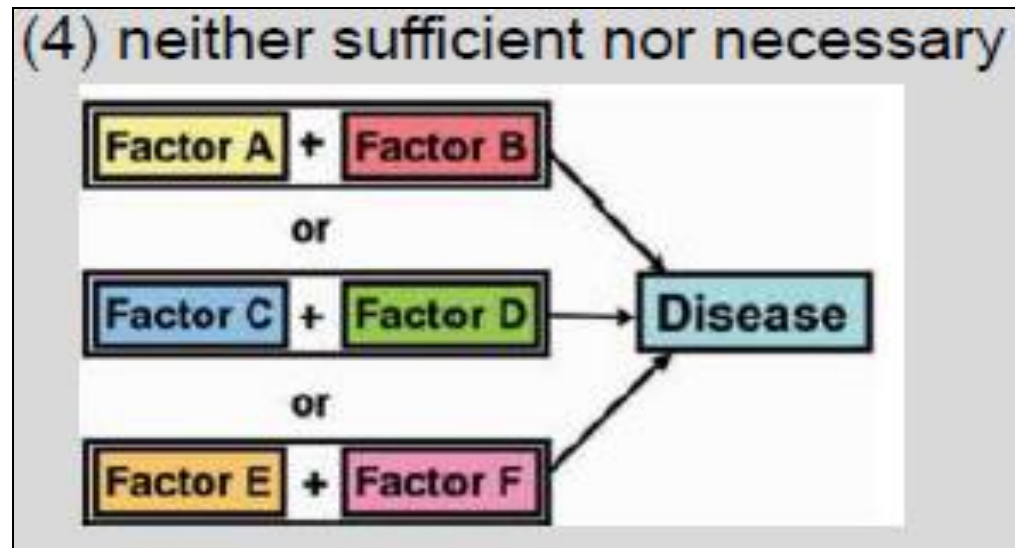 (4) neither sufficient nor necessary
Factor A + Factor B
or
Factor C + Factor D
Disease
or
Factor E + Factor F